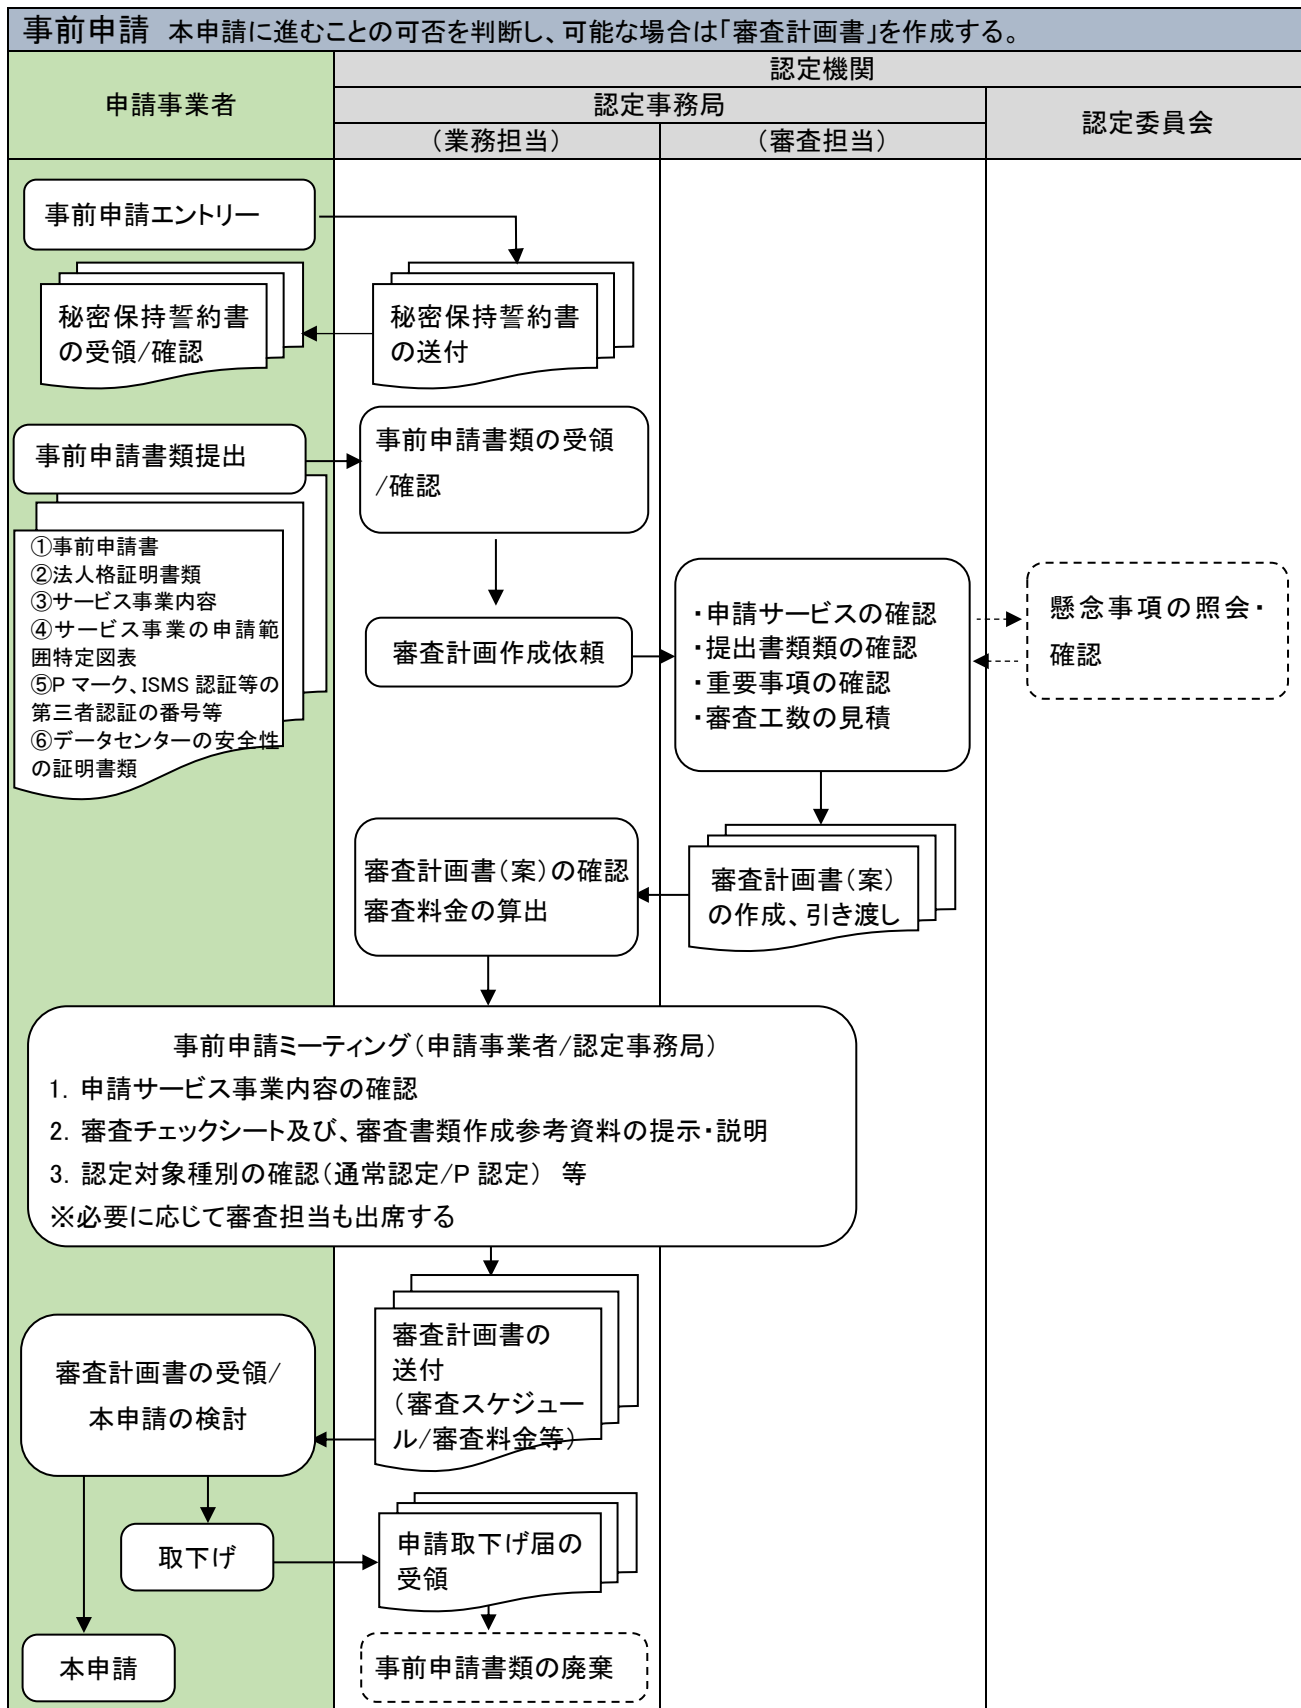 事前申請 本申請に進むことの可否を判断し、可能な場合は「審査計画書」を作成する。
申請事業者
認定機関
認定事務局
認定委員会
（業務担当）
（審査担当）
事前申請エントリー
秘密保持誓約書
の受領/確認
秘密保持誓約書
の送付
事前申請書類提出
事前申請書類の受領
/確認
①事前申請書
②法人格証明書類
③サービス事業内容
④サービス事業の申請範
囲特定図表
⑤P マーク、ISMS 認証等の
第三者認証の番号等
⑥データセンターの安全性
の証明書類
審査計画作成依頼
・申請サービスの確認
・提出書類類の確認
・重要事項の確認
・審査工数の見積
懸念事項の照会・
確認
審査計画書（案）の確認
審査料金の算出
審査計画書（案）
の作成、引き渡し
事前申請ミーティング（申請事業者/認定事務局）
1. 申請サービス事業内容の確認
2. 審査チェックシート及び、審査書類作成参考資料の提示・説明
3. 認定対象種別の確認（通常認定/P 認定） 等
※必要に応じて審査担当も出席する
審査計画書の受領/
本申請の検討
審査計画書の
送付
（審査スケジュー
ル/審査料金等）
取下げ
申請取下げ届の
受領
本申請
事前申請書類の廃棄